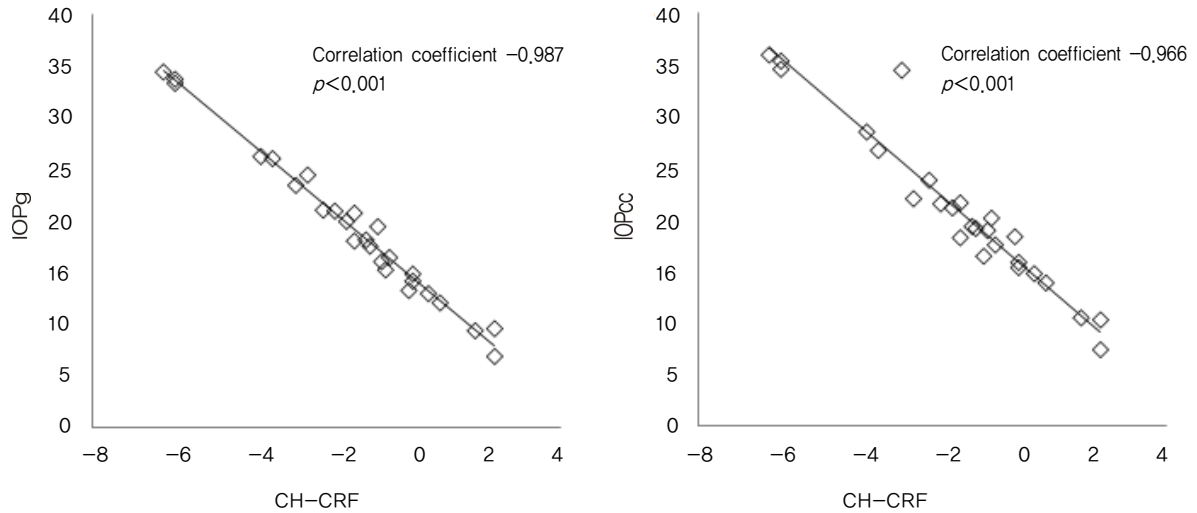 40
35
30
25
20
16
10
5
0
IOPg
Correlation coefficient −0.987
p<0.001
−8 −6 −4 −2 0 2 4
CH−CRF
40
35
30
25
20
16
10
5
0
IOPcc
Correlation coefficient −0.966
p<0.001
−8 −6 −4 −2 0 2 4
CH−CRF